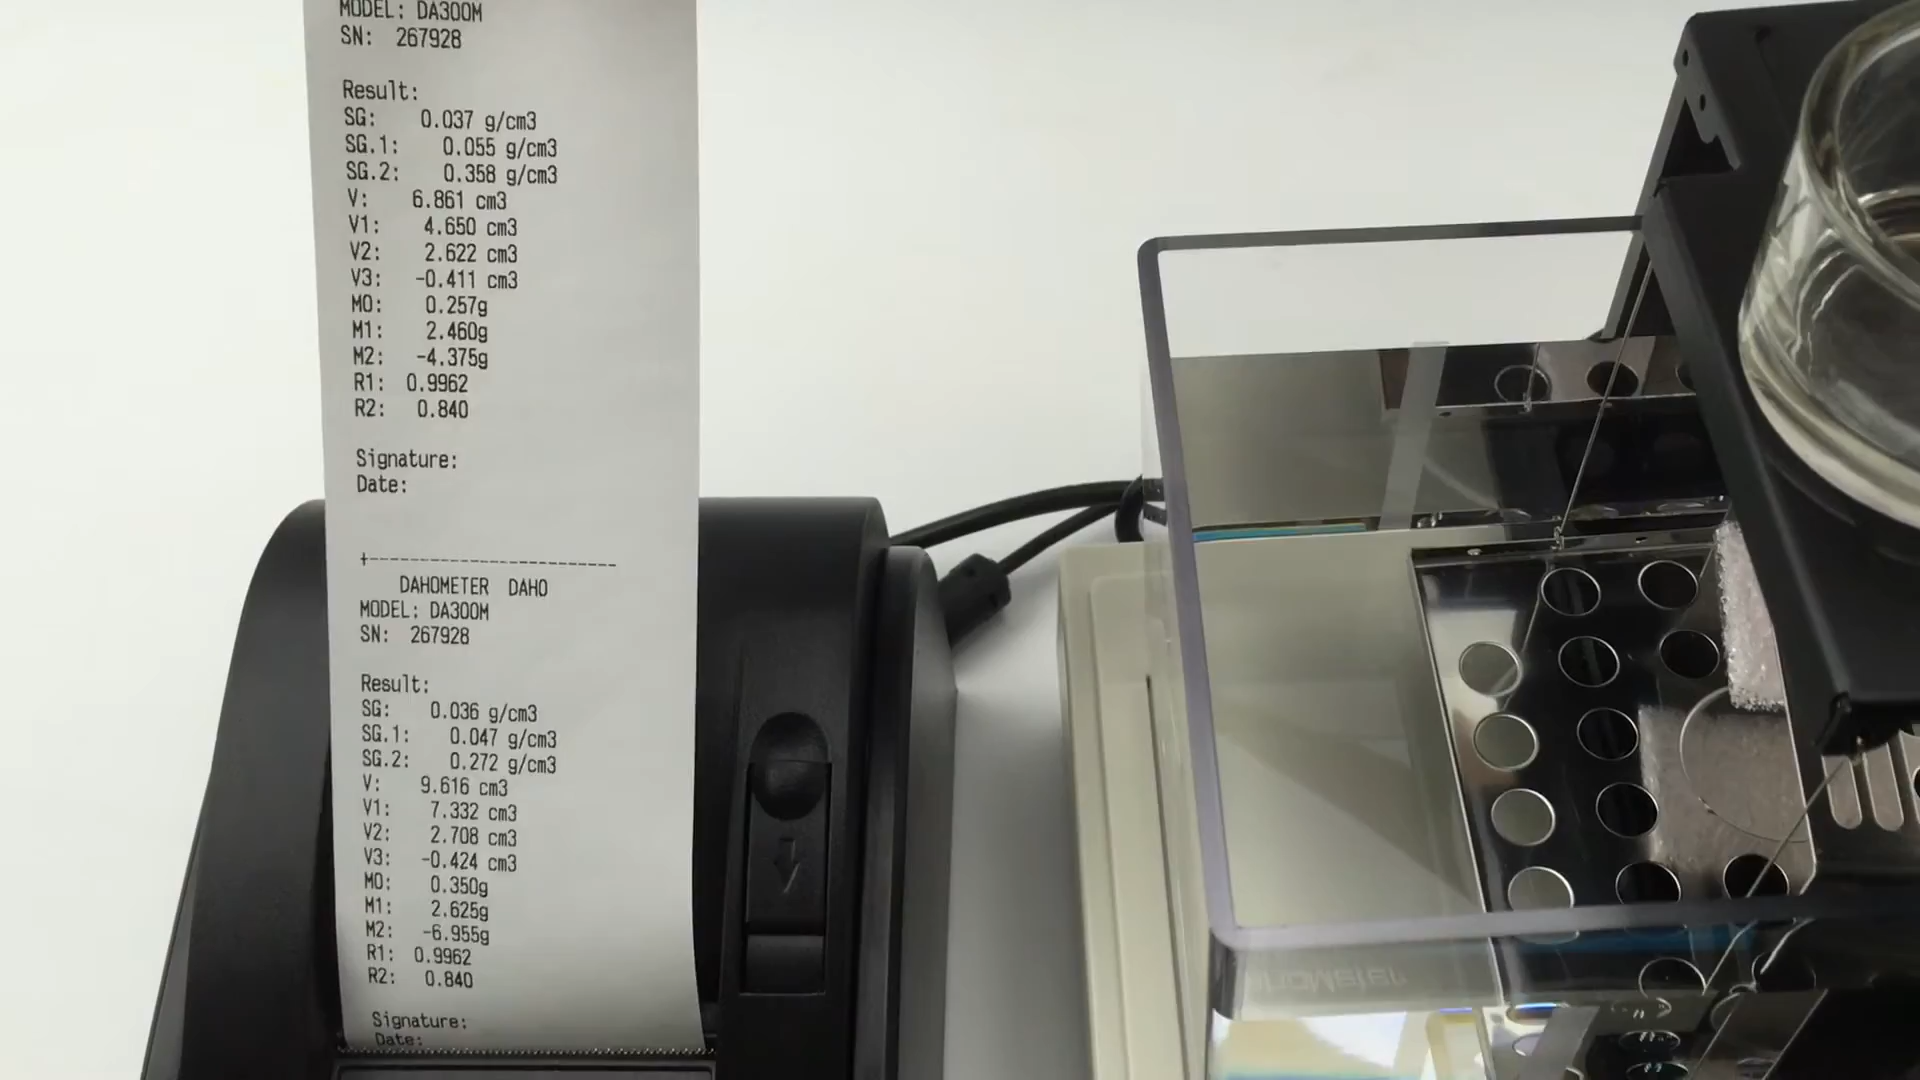 MODEL: DA300M
SN: 267928
Result:
SG: 0.037 g/cm3
SG.1: 0.055 g/cm3
SG.2: 0.358 g/cm3
V: 6.861 cm3
V1: 4.650 cm3
V2: 2.622 cm3
V3: -0.411 cm3
M0: 0.257g
M1: 2.460g
M2: -4.375g
R1: 0.9962
R2: 0.840
Signature:
Date:
+-------------------------
DAHOMETER DAHO
MODEL: DA300M
SN: 267928
Result:
SG: 0.036 g/cm3
SG.1: 0.047 g/cm3
SG.2: 0.272 g/cm3
V: 9.616 cm3
V1: 7.332 cm3
V2: 2.708 cm3
V3: -0.424 cm3
M0: 0.350g
M1: 2.625g
M2: -6.955g
R1: 0.9962
R2: 0.840
Signature:
Date: